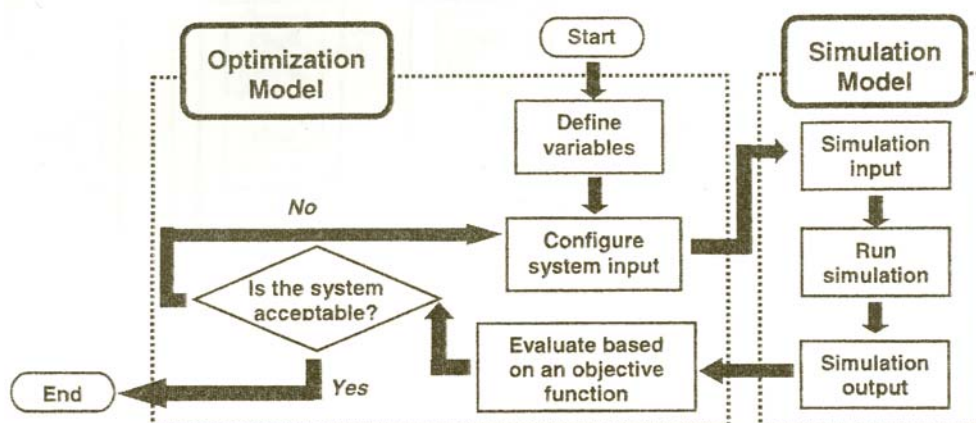 Start
Optimization
Model
Simulation
Model
Define
variables
Simulation
input
No
Configure
system input
Run
simulation
Is the system
acceptable?
Evaluate based
on an objective
function
Simulation
output
Yes
End